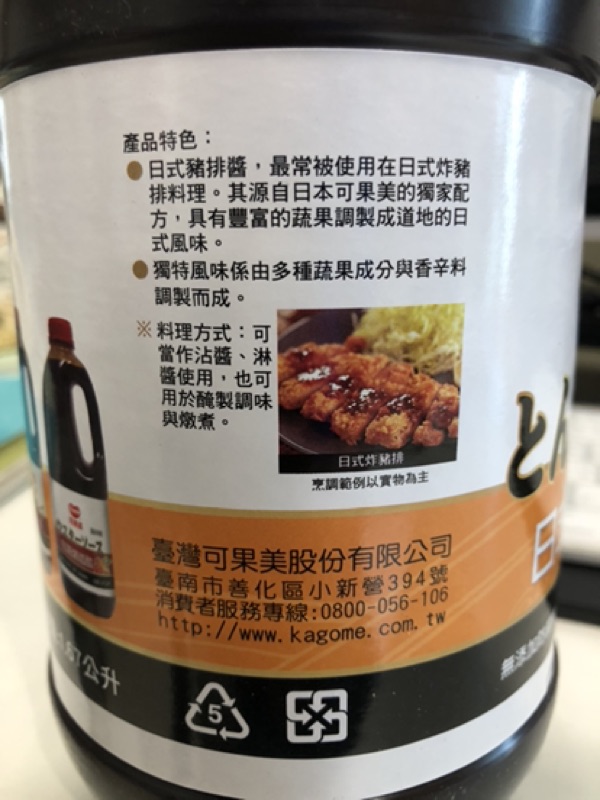 產品特色：
●日式豬排醬，最常被使用在日式炸豬
排料理。其源自日本可果美的獨家配
方，具有豐富的蔬果調製成道地的日
式風味。
●獨特風味係由多種蔬果成分與香辛料
調製而成。
※料理方式：可
當作沾醬、淋
醬使用，也可
用於醃製調味
與燉煮。
日式炸豬排
烹調範例以實物為主
とん
日
臺灣可果美股份有限公司
臺南市善化區小新營394號
消費者服務專線:0800-056-106
http://www.kagome.com.tw
67公升
無添加
5